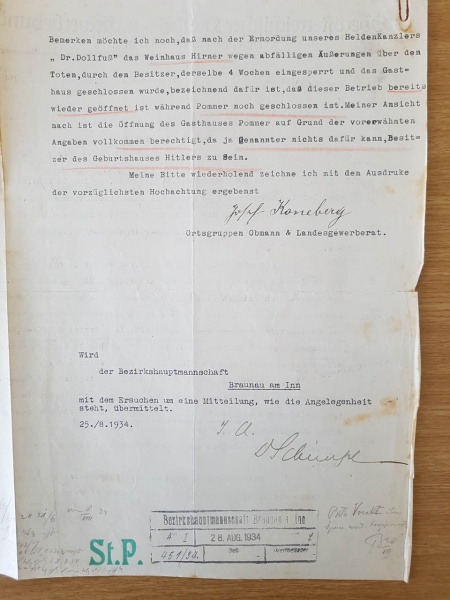 Bemerken möchte ich noch,daß nach der Ermordung unseres HeldenKanzlers
„ Dr.Dollfuß" das Weinhaus Hirner wegen abfälligen Äußerungen über den
Toten,durch den Besitzer,derselbe 4 Wochen eingesperrt und das Gast-
haus geschlossen wurde,bezeichnend dafür ist,daß dieser Betrieb bereits
wieder geöffnet ist während Pommer noch geschlossen ist.Meiner Ansicht
nach ist die Öffnung des Gasthauses Pommer auf Grund der vorerwähnten
Angaben vollkommen berechtigt,da ja Genannter nichts dafür kann,Besit-
zer des Geburtshauses Hitlers zu Sein.
Meine Bitte wiederholend zeichne ich mit dem Ausdruke
der vorzüglichsten Hochachtung ergebenst
Josef Koneberg
Ortsgruppen Obmann & Landesgewerberat.
Wird
der Bezirkshauptmannschaft
Braunau am Inn
mit dem Ersuchen um eine Mitteilung, wie die Angelegenheit
steht, übermittelt.
25./8.1934.
I. A.
Bezirkshauptmannschaft Braunau a. Inn
28. AUG. 1934
451/34
St.P.